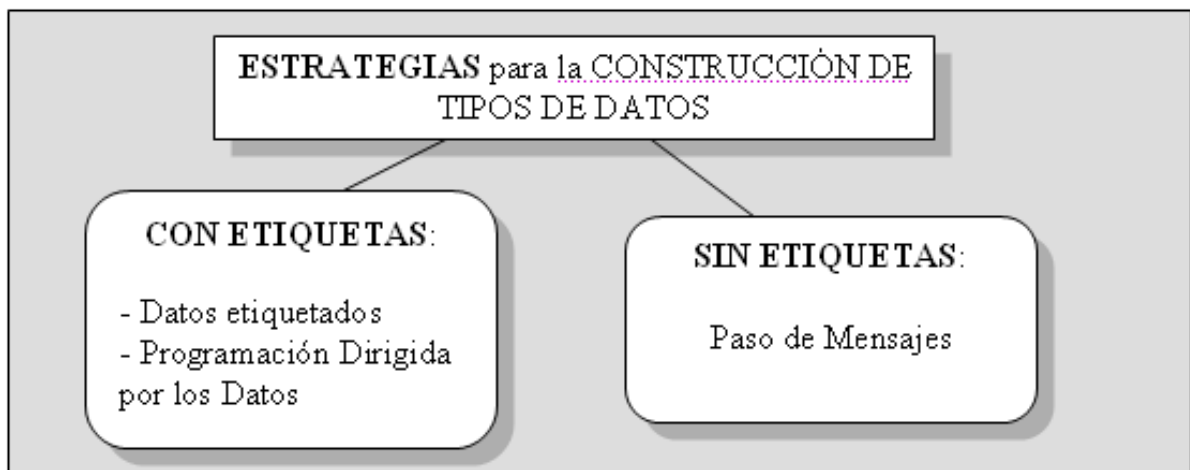 ESTRATEGIAS para la CONSTRUCCIÓN DE
TIPOS DE DATOS
CON ETIQUETAS:
- Datos etiquetados
- Programación Dirigida
por los Datos
SIN ETIQUETAS:
Paso de Mensajes